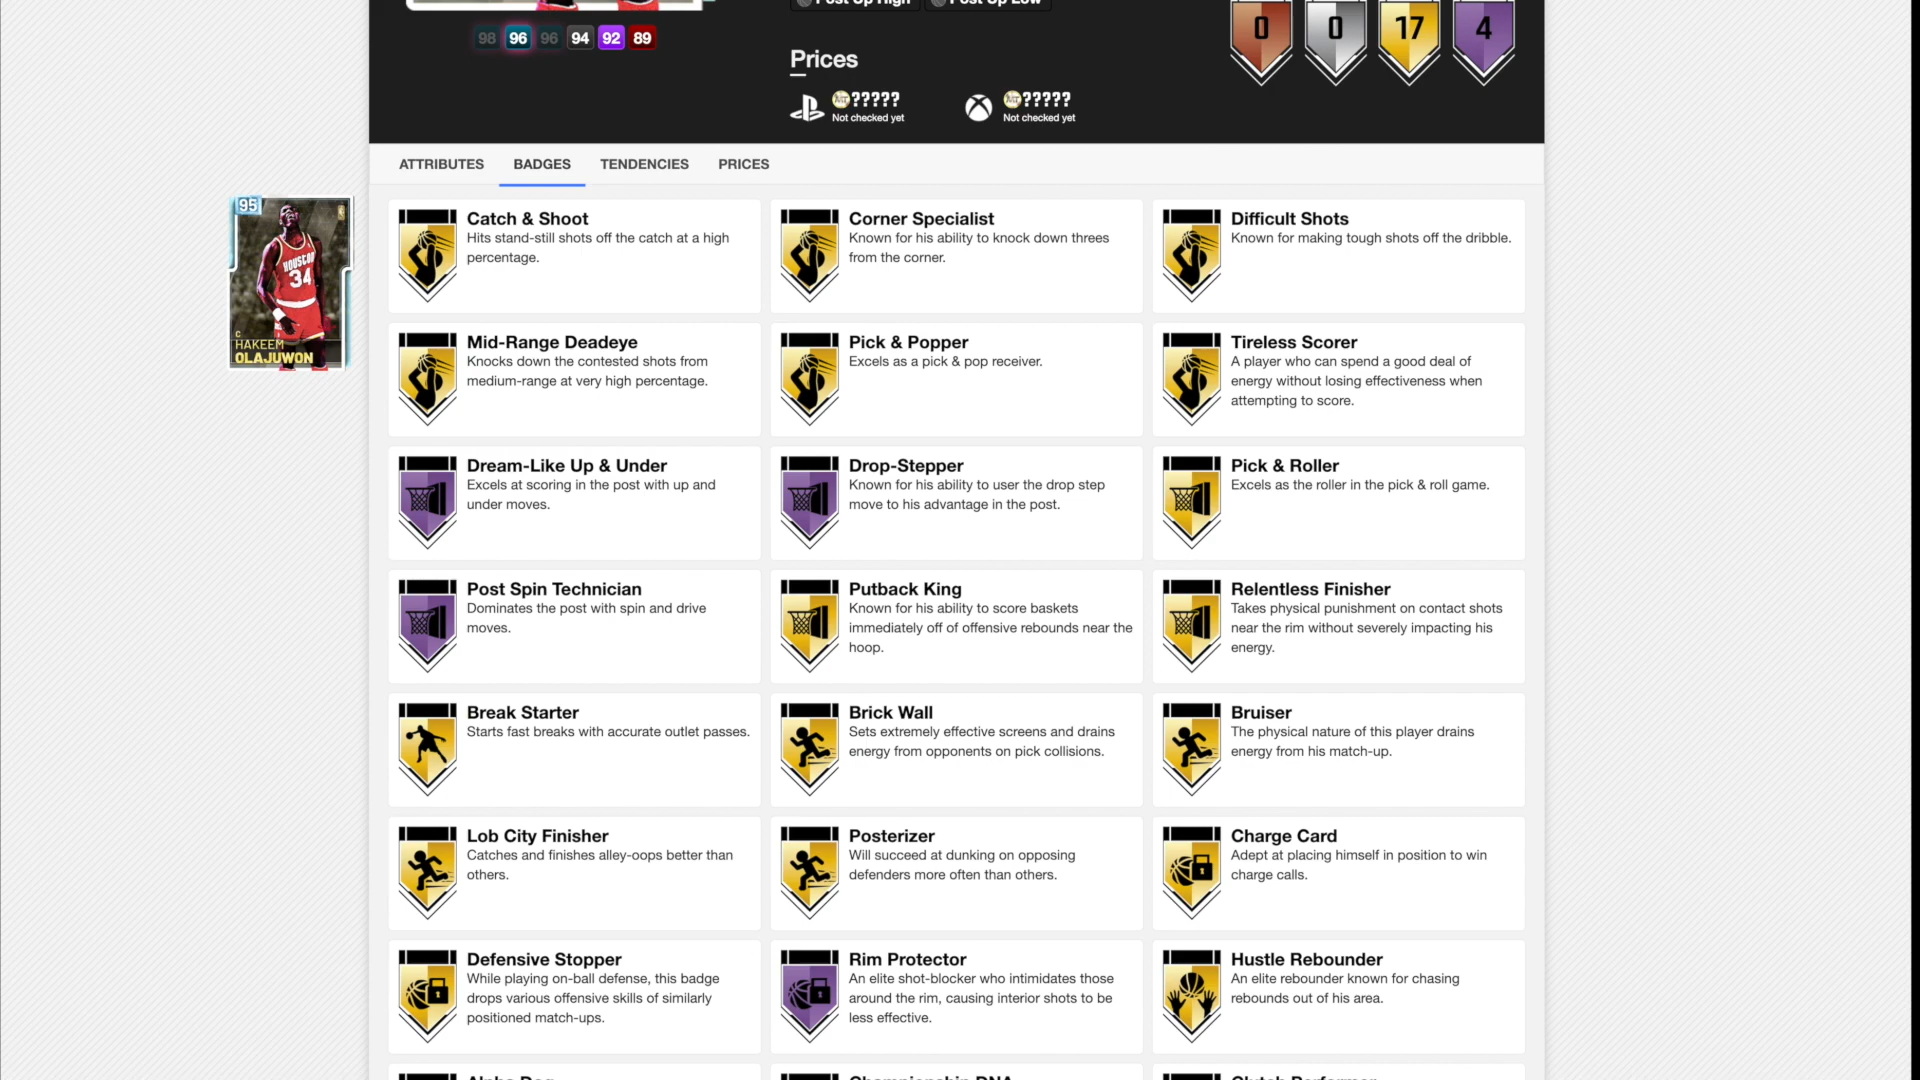 Post Up High Post Up Low
98 96 96 94 92 89
0 0 17 4
Prices
MT ?????
Not checked yet
MT ?????
Not checked yet
ATTRIBUTES BADGES TENDENCIES PRICES
95
HOUSTON
34
C
HAKEEM
OLAJUWON
Catch & Shoot
Hits stand-still shots off the catch at a high
percentage.
Corner Specialist
Known for his ability to knock down threes
from the corner.
Difficult Shots
Known for making tough shots off the dribble.
Mid-Range Deadeye
Knocks down the contested shots from
medium-range at very high percentage.
Pick & Popper
Excels as a pick & pop receiver.
Tireless Scorer
A player who can spend a good deal of
energy without losing effectiveness when
attempting to score.
Dream-Like Up & Under
Excels at scoring in the post with up and
under moves.
Drop-Stepper
Known for his ability to user the drop step
move to his advantage in the post.
Pick & Roller
Excels as the roller in the pick & roll game.
Post Spin Technician
Dominates the post with spin and drive
moves.
Putback King
Known for his ability to score baskets
immediately off of offensive rebounds near the
hoop.
Relentless Finisher
Takes physical punishment on contact shots
near the rim without severely impacting his
energy.
Break Starter
Starts fast breaks with accurate outlet passes.
Brick Wall
Sets extremely effective screens and drains
energy from opponents on pick collisions.
Bruiser
The physical nature of this player drains
energy from his match-up.
Lob City Finisher
Catches and finishes alley-oops better than
others.
Posterizer
Will succeed at dunking on opposing
defenders more often than others.
Charge Card
Adept at placing himself in position to win
charge calls.
Defensive Stopper
While playing on-ball defense, this badge
drops various offensive skills of similarly
positioned match-ups.
Rim Protector
An elite shot-blocker who intimidates those
around the rim, causing interior shots to be
less effective.
Hustle Rebounder
An elite rebounder known for chasing
rebounds out of his area.
Alpha Dog
Championship DNA
Clutch Performer